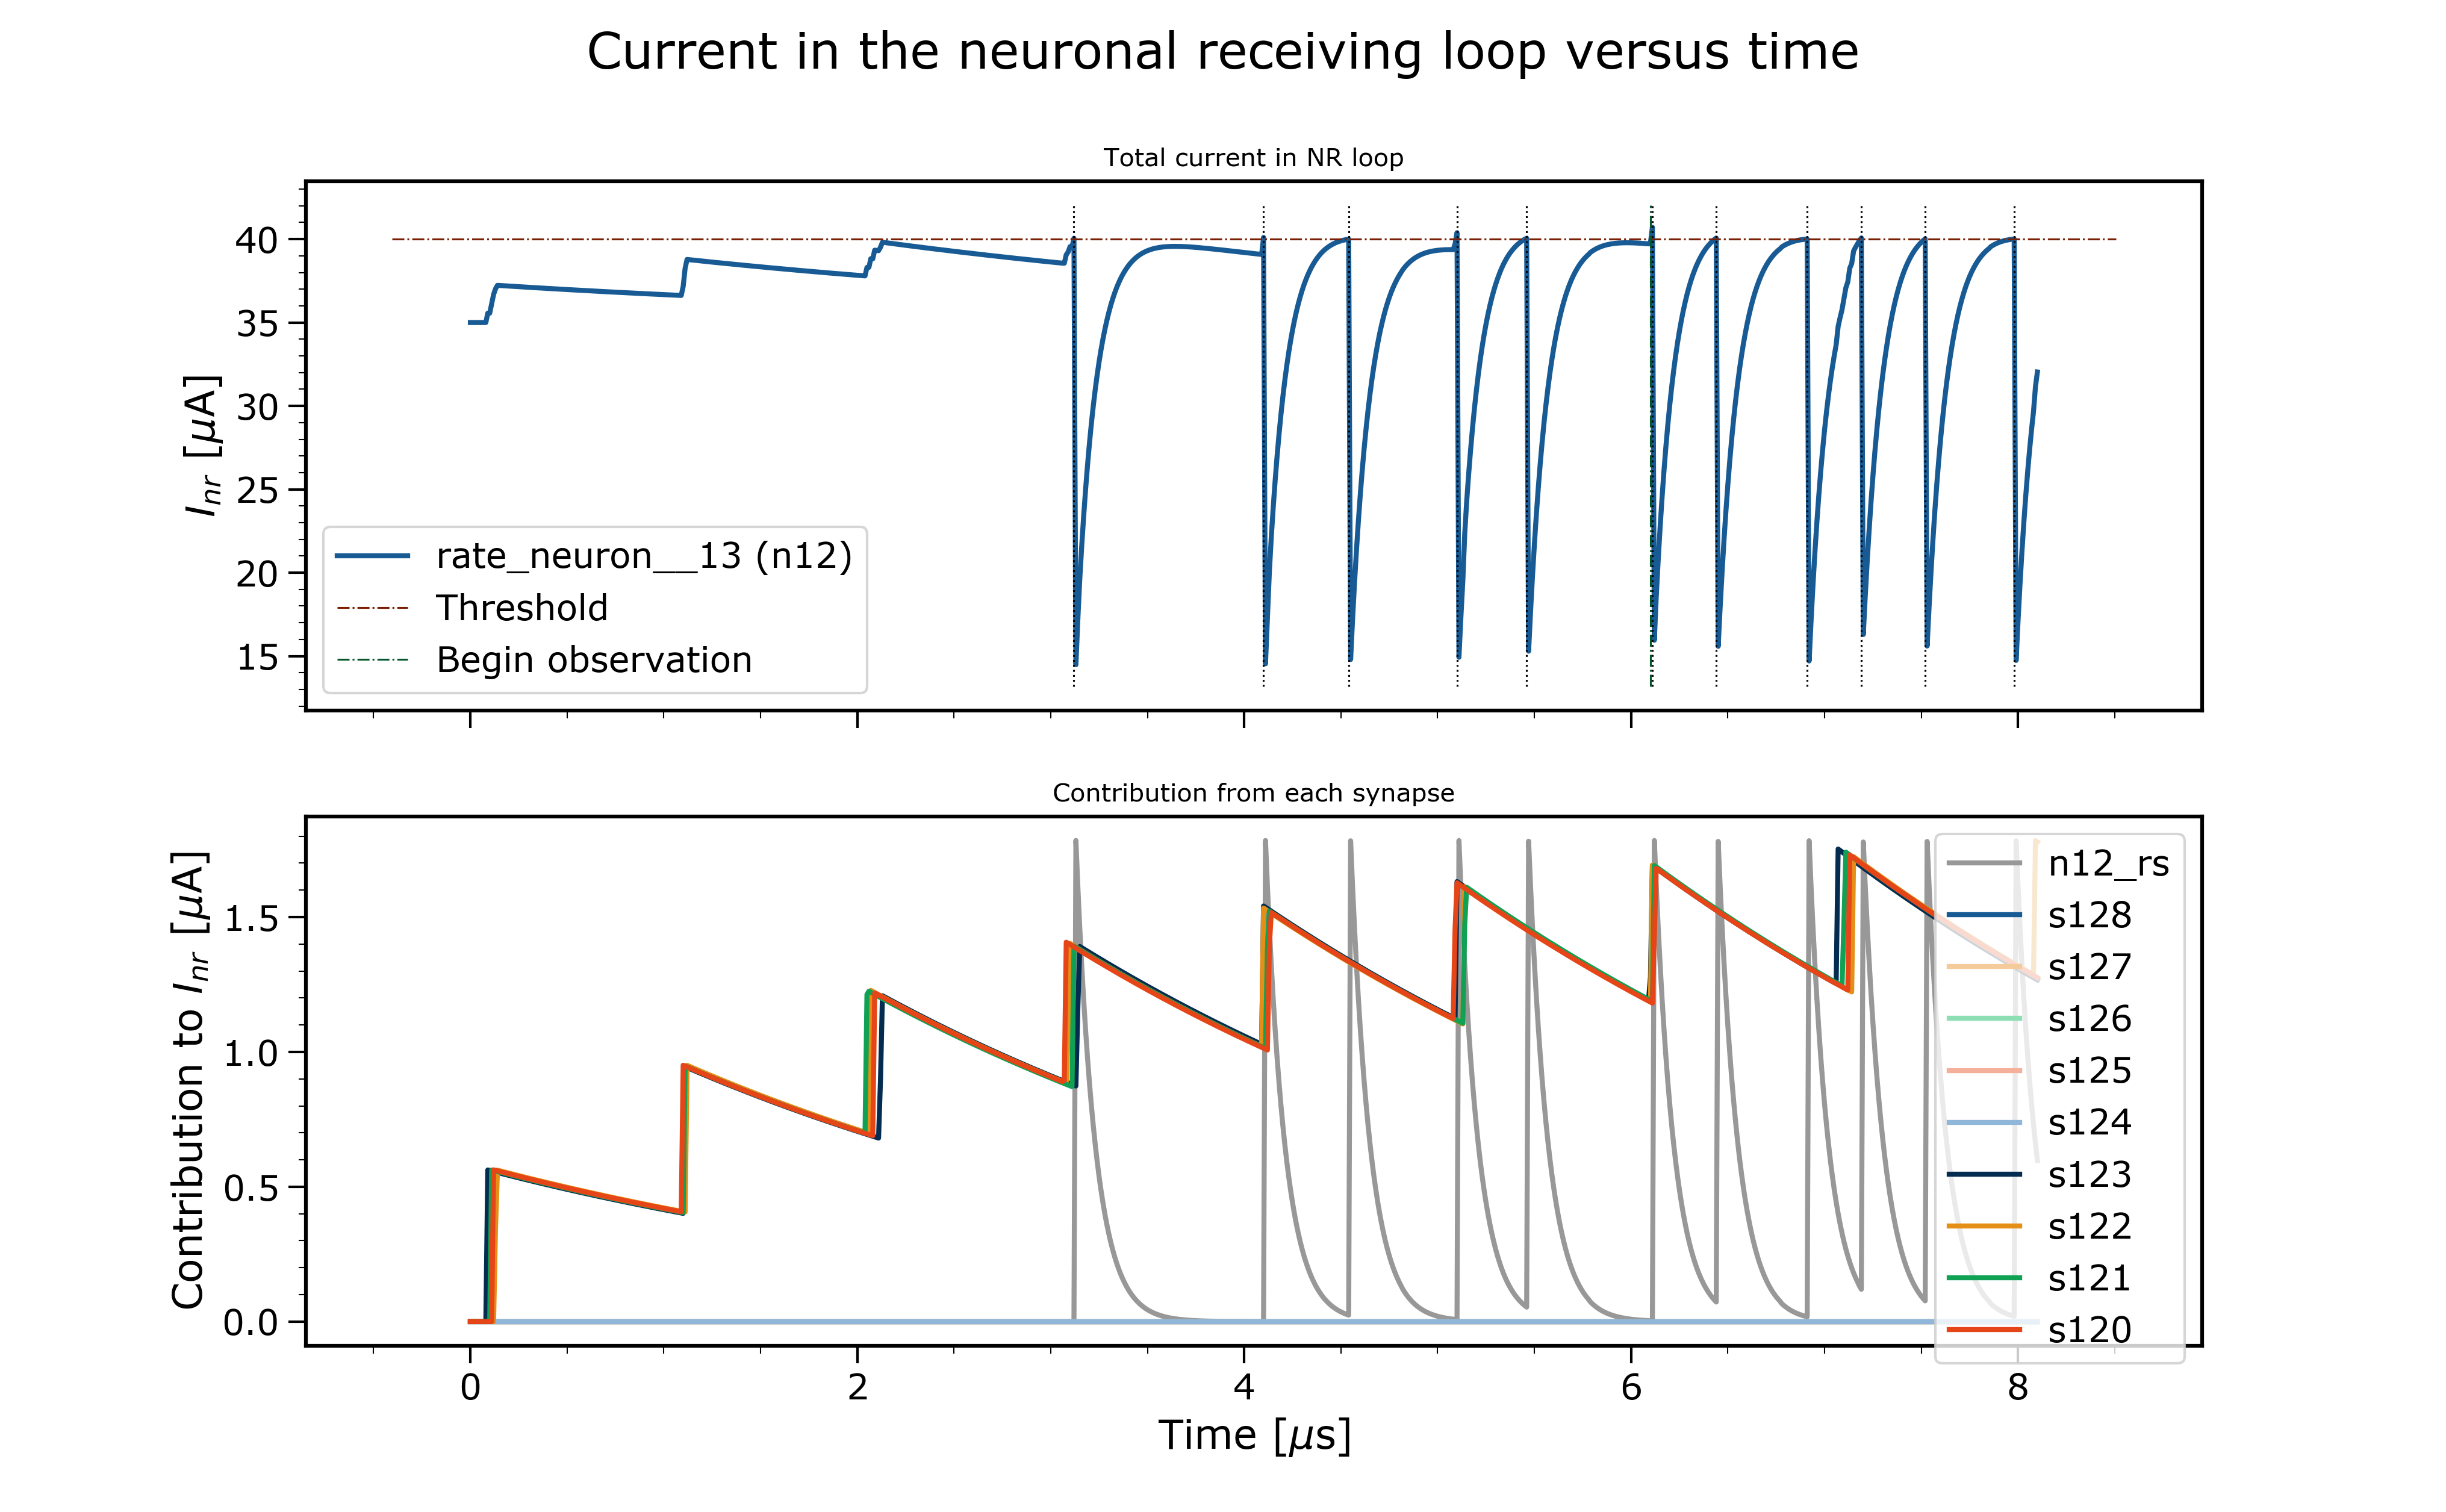 Current in the neuronal receiving loop versus time
Total current in NR loop
40
35
30
25
20
15
I_nr [μA]
rate_neuron__13 (n12)
Threshold
Begin observation
Contribution from each synapse
1.5
1.0
0.5
0.0
Contribution to I_nr [μA]
n12_rs
s128
s127
s126
s125
s124
s123
s122
s121
s120
0 2 4 6 8
Time [μs]